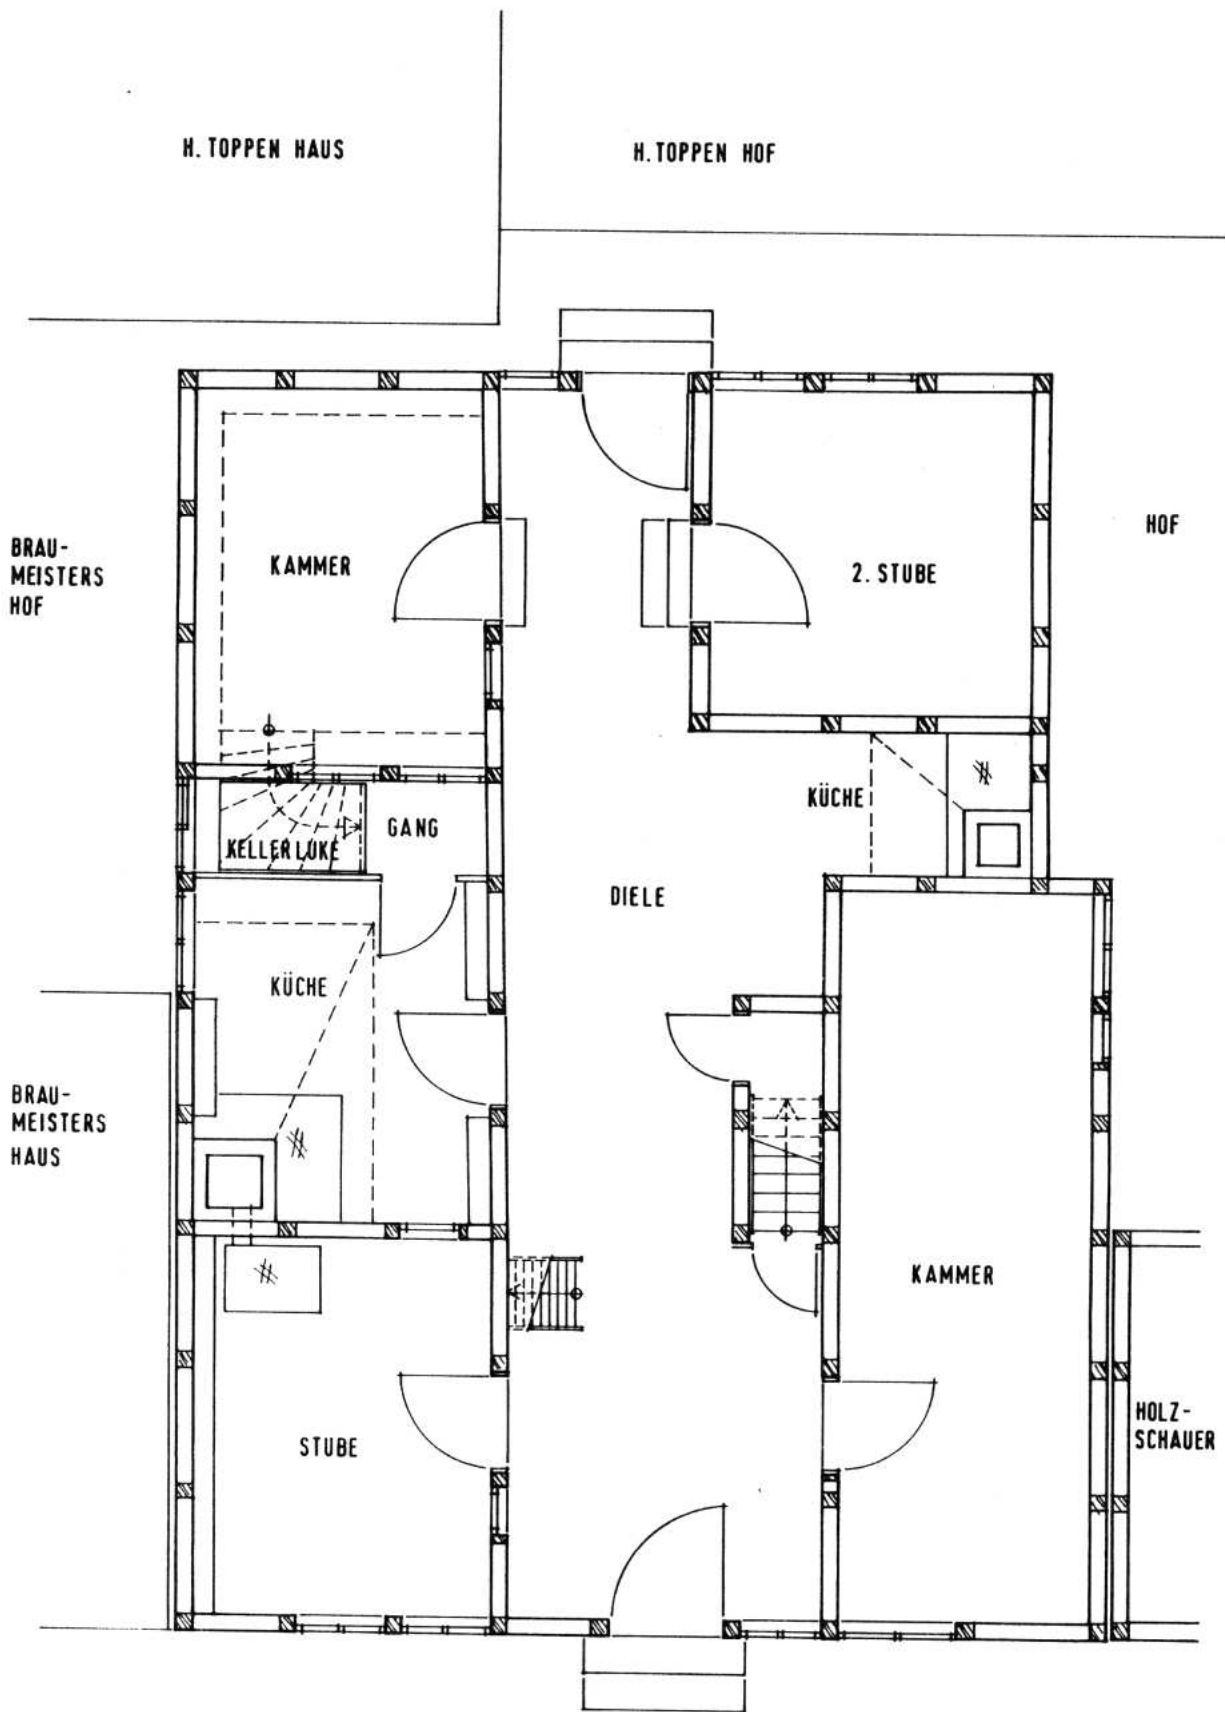 H. TOPPEN HAUS
H. TOPPEN HOF
BRAU-
MEISTERS
HOF
KAMMER
2. STUBE
HOF
KÜCHE
GANG
KELLERLUKE
DIELE
KÜCHE
BRAU-
MEISTERS
HAUS
KAMMER
STUBE
HOLZ-
SCHAUER